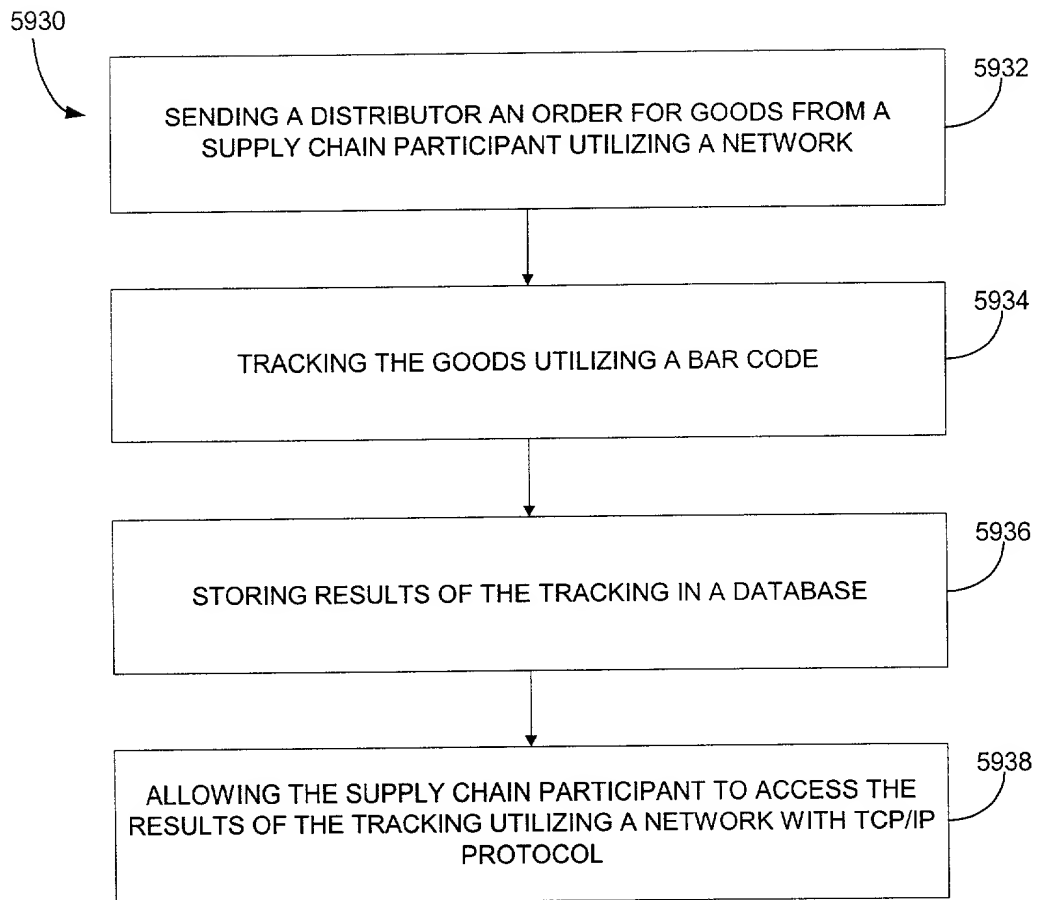 5930
5932
SENDING A DISTRIBUTOR AN ORDER FOR GOODS FROM A
SUPPLY CHAIN PARTICIPANT UTILIZING A NETWORK
5934
TRACKING THE GOODS UTILIZING A BAR CODE
5936
STORING RESULTS OF THE TRACKING IN A DATABASE
5938
ALLOWING THE SUPPLY CHAIN PARTICIPANT TO ACCESS THE
RESULTS OF THE TRACKING UTILIZING A NETWORK WITH TCP/IP
PROTOCOL